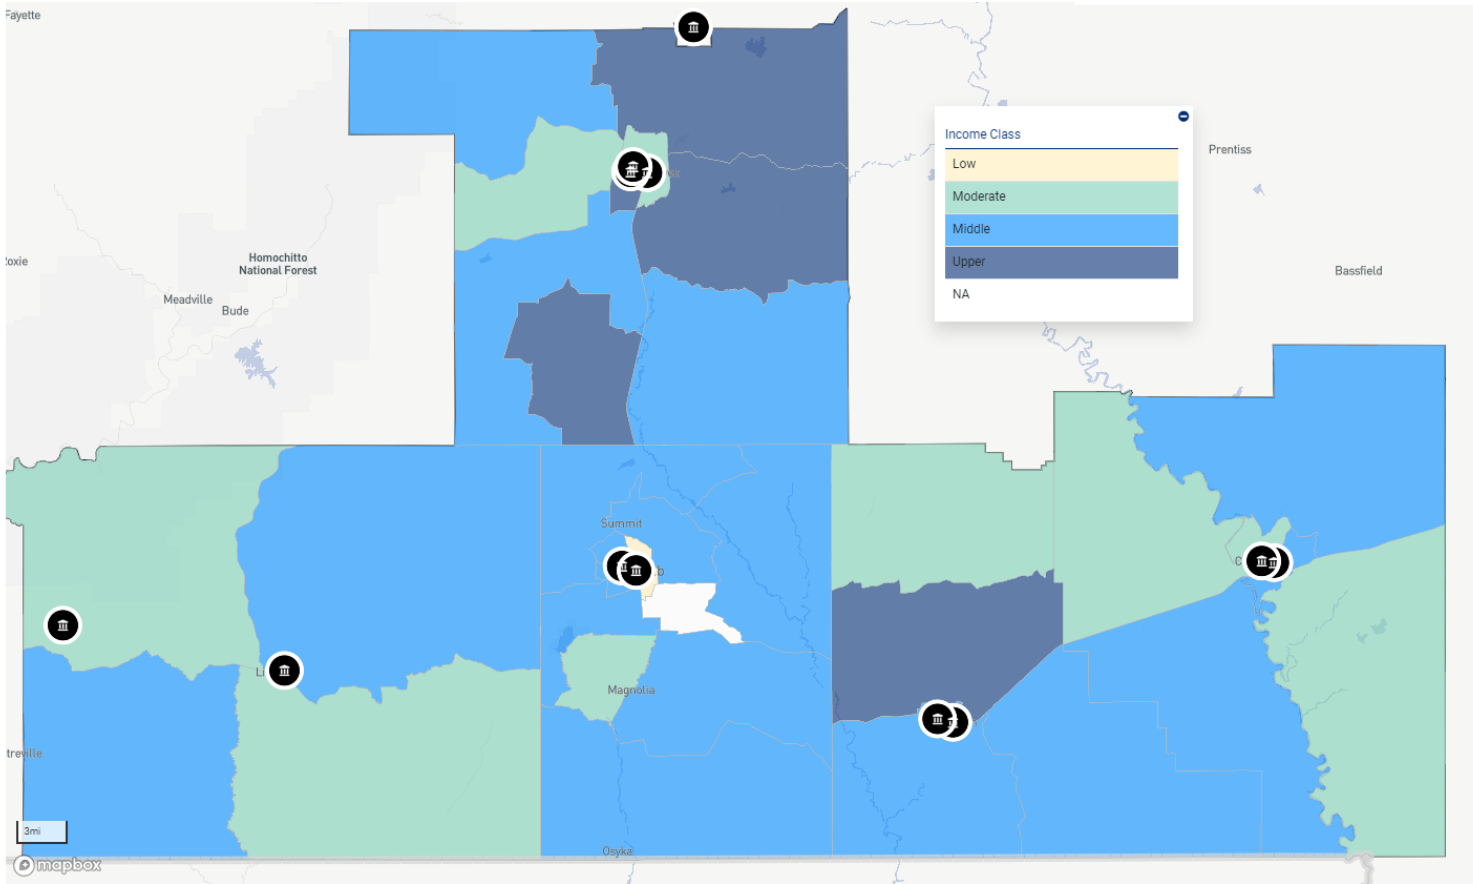 Fayette
Income Class
Low
Moderate
Middle
Upper
NA
Prentiss
Homochitto
National Forest
Bassfield
Meadville
Bude
Summit
Magnolia
3mi
mapbox
Osyka